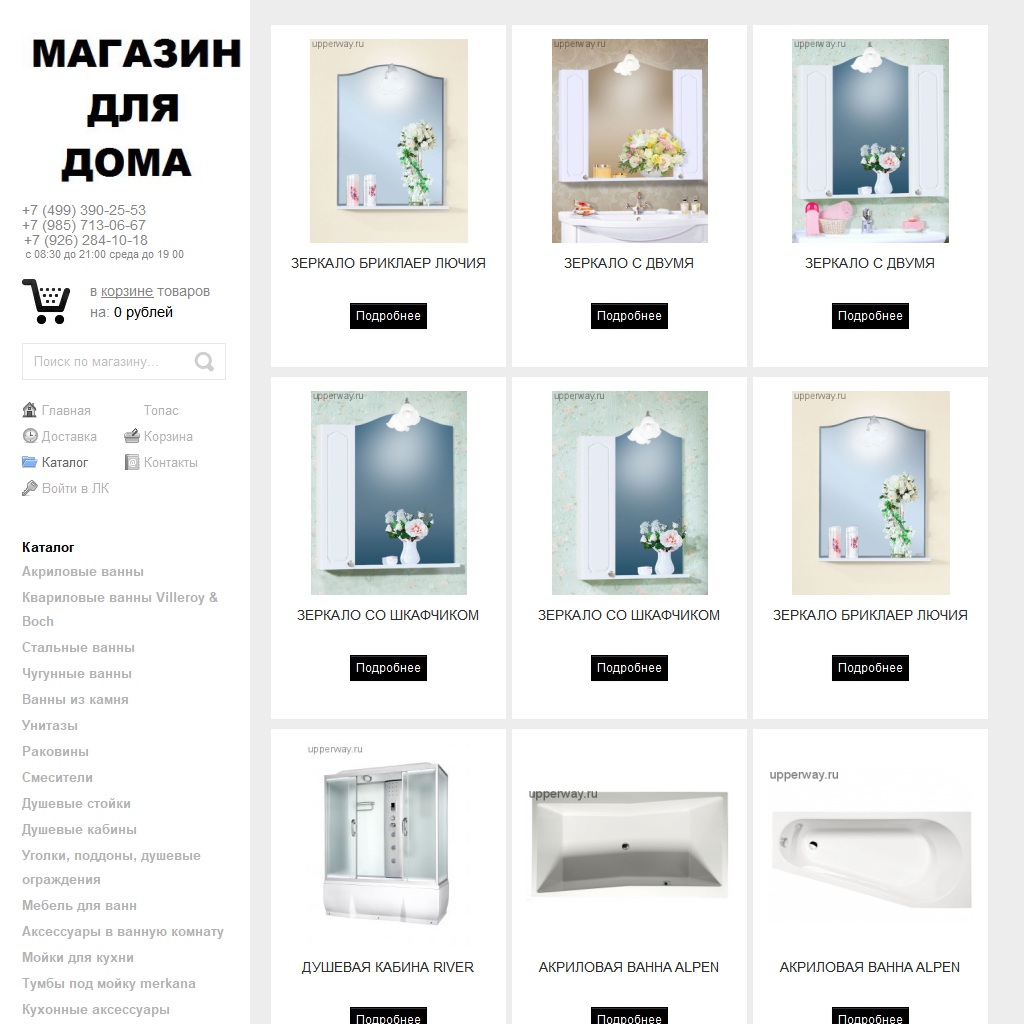 МАГАЗИН
ДЛЯ
ДОМА
+7 (499) 390-25-53
+7 (985) 713-06-67
+7 (926) 284-10-18
с 08:30 до 21:00 среда до 19 00
в корзине товаров
на: 0 рублей
Поиск по магазину...
Главная
Топас
Доставка
Корзина
Каталог
Контакты
Войти в ЛК
Каталог
Акриловые ванны
Квариловые ванны Villeroy &
Boch
Стальные ванны
Чугунные ванны
Ванны из камня
Унитазы
Раковины
Смесители
Душевые стойки
Душевые кабины
Уголки, поддоны, душевые
ограждения
Мебель для ванн
Аксессуары в ванную комнату
Мойки для кухни
Тумбы под мойку merkana
Кухонные аксессуары
upperway.ru
upperway.ru
upperway.ru
ЗЕРКАЛО БРИКЛАЕР ЛЮЧИЯ
ЗЕРКАЛО С ДВУМЯ
ЗЕРКАЛО С ДВУМЯ
Подробнее
Подробнее
Подробнее
upperway.ru
upperway.ru
upperway.ru
ЗЕРКАЛО СО ШКАФЧИКОМ
ЗЕРКАЛО СО ШКАФЧИКОМ
ЗЕРКАЛО БРИКЛАЕР ЛЮЧИЯ
Подробнее
Подробнее
Подробнее
upperway.ru
upperway.ru
upperway.ru
ДУШЕВАЯ КАБИНА RIVER
АКРИЛОВАЯ ВАННА ALPEN
АКРИЛОВАЯ ВАННА ALPEN
Подробнее
Подробнее
Подробнее